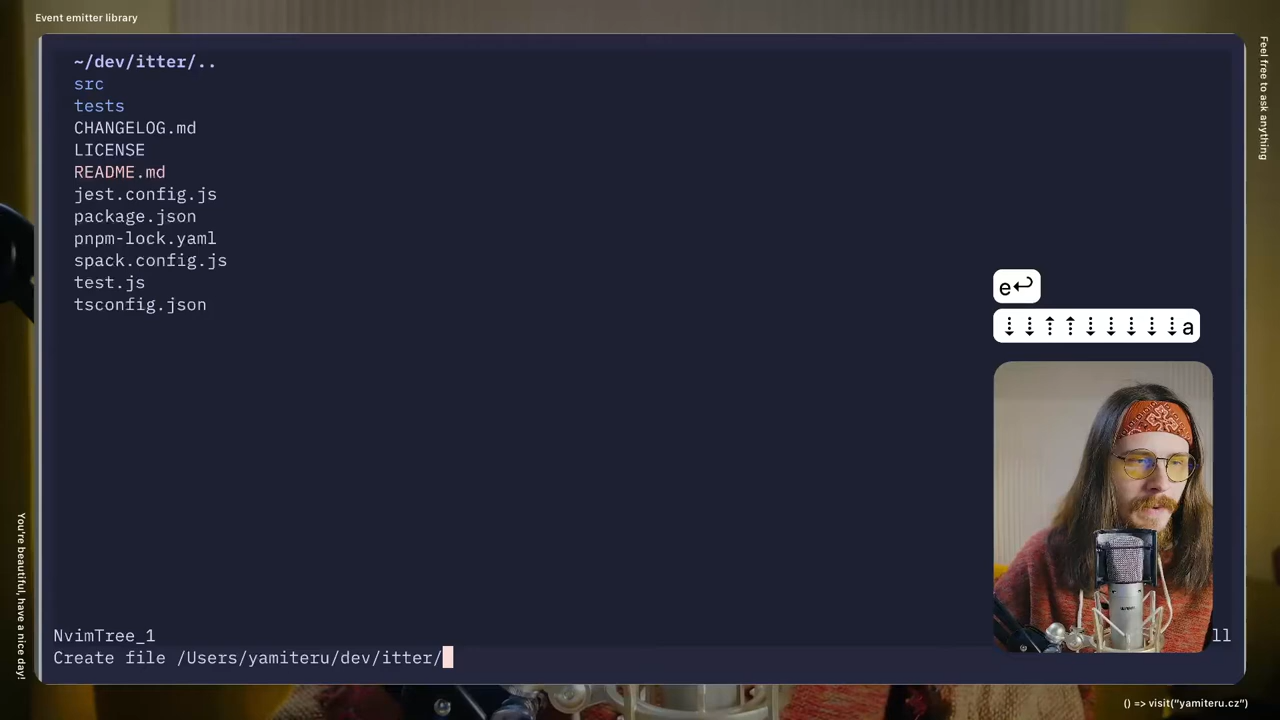 Event emitter library
Feel free to ask anything
~/dev/itter/..
src
tests
CHANGELOG.md
LICENSE
README.md
jest.config.js
package.json
pnpm-lock.yaml
spack.config.js
test.js
tsconfig.json
e↩
⇣⇣⇡⇡⇣⇣⇣⇣⇣a
You're beautiful, have a nice day!
NvimTree_1
ll
Create file /Users/yamiteru/dev/itter/
() => visit("yamiteru.cz")